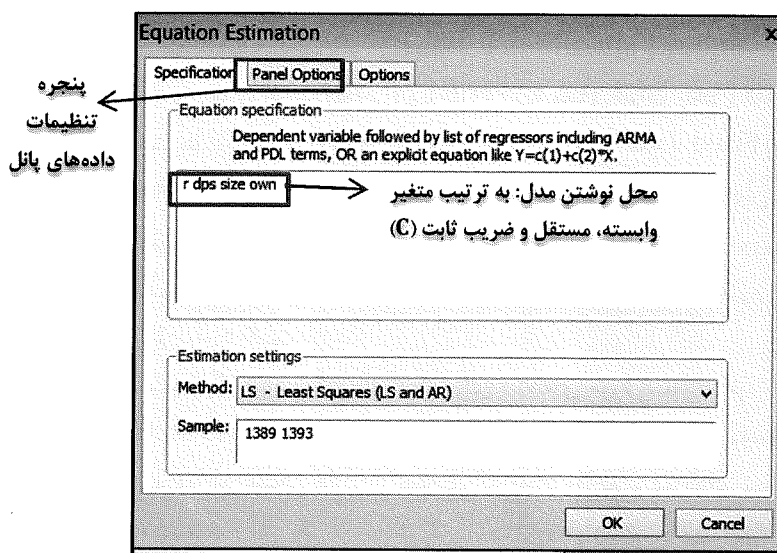 Equation Estimation
x
Specification
Panel Options
Options
پنجره
تنظیمات
داده‌های پانل
Equation specification
Dependent variable followed by list of regressors including ARMA
and PDL terms, OR an explicit equation like Y=c(1)+c(2)*X.
r dps size own
محل نوشتن مدل: به ترتیب متغیر
وابسته، مستقل و ضریب ثابت (C)
Estimation settings
Method:
LS - Least Squares (LS and AR)
Sample:
1389 1393
OK
Cancel